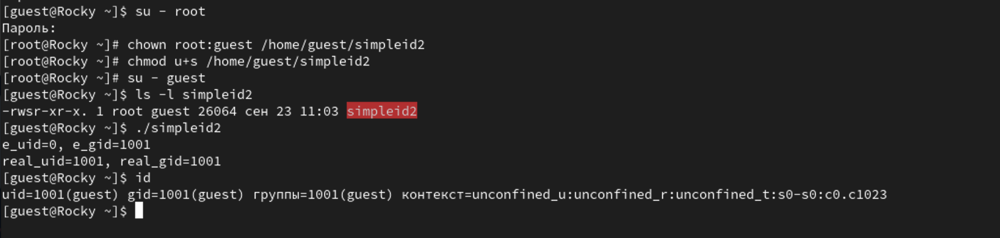 [guest@Rocky ~]$ su - root
Пароль:
[root@Rocky ~]# chown root:guest /home/guest/simpleid2
[root@Rocky ~]# chmod u+s /home/guest/simpleid2
[root@Rocky ~]# su - guest
[guest@Rocky ~]$ ls -l simpleid2
-rwsr-xr-x. 1 root guest 26064 сен 23 11:03 simpleid2
[guest@Rocky ~]$ ./simpleid2
e_uid=0, e_gid=1001
real_uid=1001, real_gid=1001
[guest@Rocky ~]$ id
uid=1001(guest) gid=1001(guest) группы=1001(guest) контекст=unconfined_u:unconfined_r:unconfined_t:s0-s0:c0.c1023
[guest@Rocky ~]$